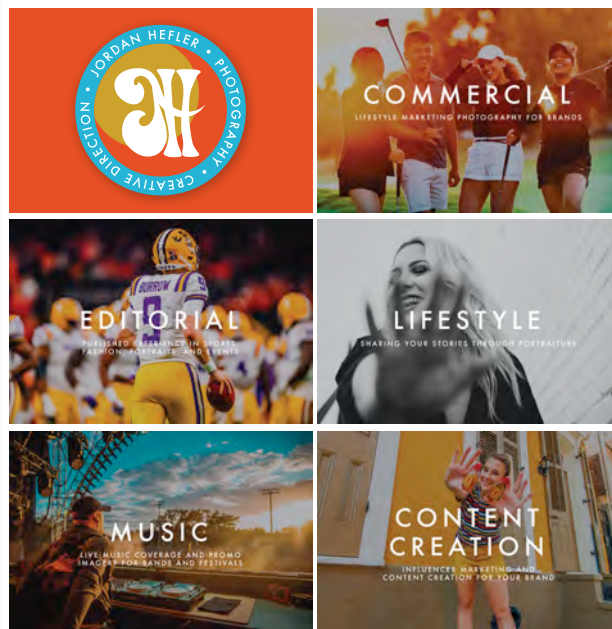 JORDAN HEFLER • PHOTOGRAPHY • CREATIVE DIRECTION •
JH
COMMERCIAL
LIFESTYLE MARKETING PHOTOGRAPHY FOR BRANDS
BURROW
9
9
EDITORIAL
PUBLISHED EXPERIENCE IN SPORTS,
FASHION, PORTRAITS, AND EVENTS
LIFESTYLE
SHARING YOUR STORIES THROUGH PORTRAITURE
MUSIC
LIVE MUSIC COVERAGE AND PROMO
IMAGERY FOR BANDS AND FESTIVALS
CONTENT
CREATION
INFLUENCER MARKETING AND
CONTENT CREATION FOR YOUR BRAND